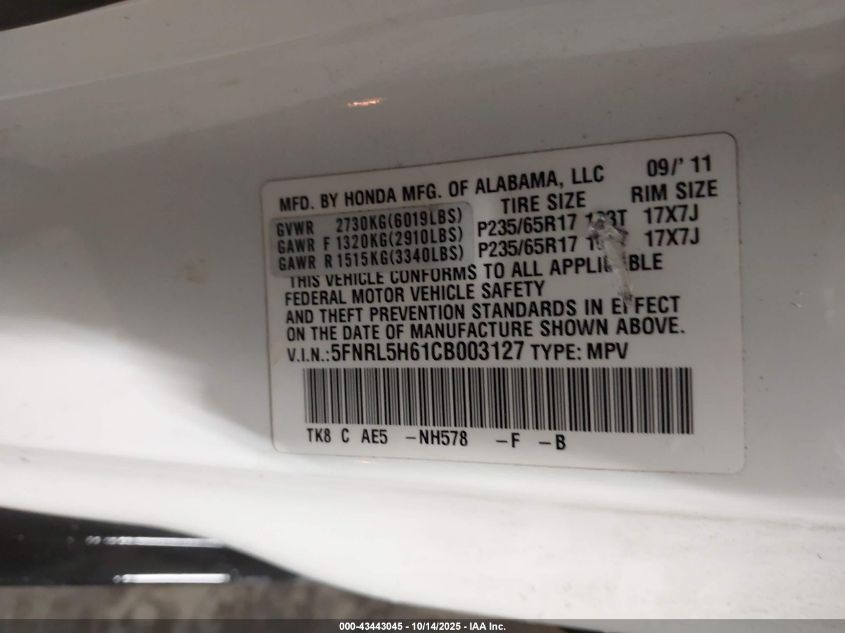 MFD. BY HONDA MFG. OF ALABAMA, LLC 09/' 11
TIRE SIZE RIM SIZE
GVWR 2730KG(6019LBS) P235/65R17 17X7J
GAWR F 1320KG(2910LBS) P235/65R17 17X7J
GAWR R 1515KG(3340LBS)
THIS VEHICLE CONFORMS TO ALL APPLICABLE
FEDERAL MOTOR VEHICLE SAFETY
AND THEFT PREVENTION STANDARDS IN EFFECT
ON THE DATE OF MANUFACTURE SHOWN ABOVE.
V.I.N.:5FNRL5H61CB003127 TYPE: MPV
TK8 C AE5 -NH578 -F -B
000-43443045 - 10/14/2025 - IAA Inc.